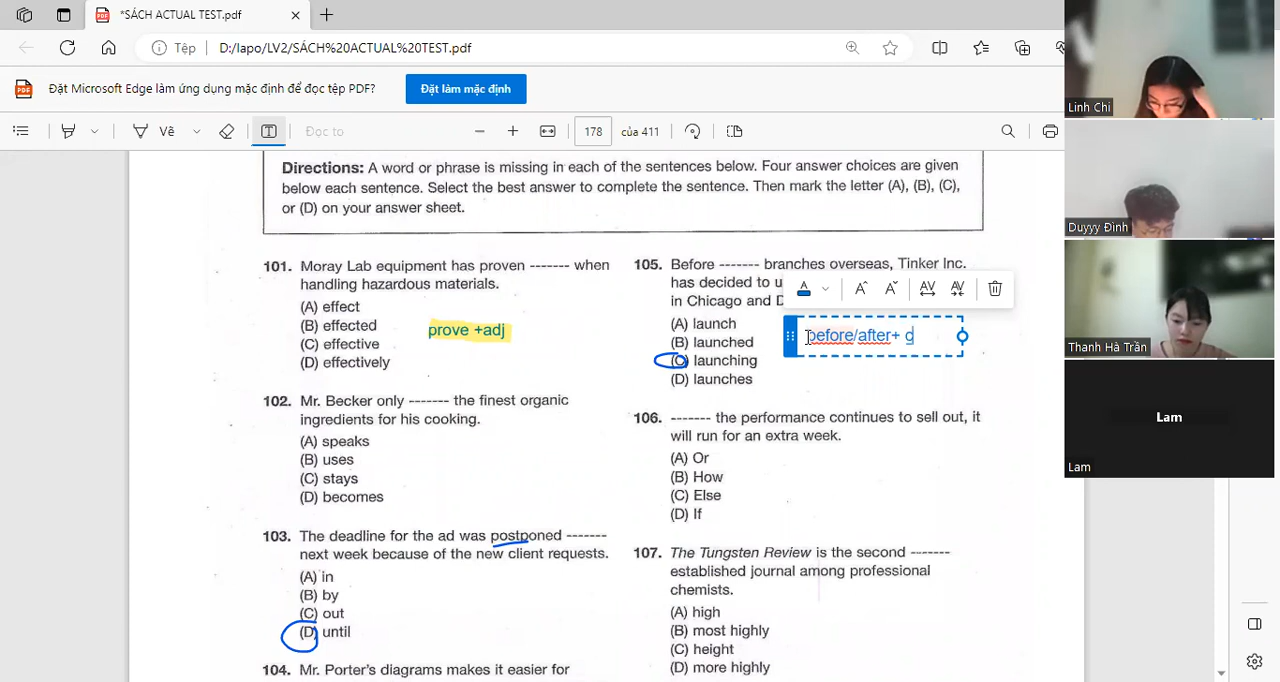 *SÁCH ACTUAL TEST.pdf
Tệp
D:/lapo/LV2/SÁCH%20ACTUAL%20TEST.pdf
Đặt Microsoft Edge làm ứng dụng mặc định để đọc tệp PDF?
Đặt làm mặc định
Vẽ
Đọc to
178
của 411
Directions: A word or phrase is missing in each of the sentences below. Four answer choices are given
below each sentence. Select the best answer to complete the sentence. Then mark the letter (A), (B), (C),
or (D) on your answer sheet.
101. Moray Lab equipment has proven ------- when
handling hazardous materials.
(A) effect
(B) effected
(C) effective
(D) effectively
prove +adj
102. Mr. Becker only ------- the finest organic
ingredients for his cooking.
(A) speaks
(B) uses
(C) stays
(D) becomes
103. The deadline for the ad was postponed -------
next week because of the new client requests.
(A) in
(B) by
(C) out
(D) until
104. Mr. Porter's diagrams makes it easier for
105. Before ------- branches overseas, Tinker Inc.
has decided to u
in Chicago and D
(A) launch
(B) launched
(C) launching
(D) launches
before/after+ g
106. ------- the performance continues to sell out, it
will run for an extra week.
(A) Or
(B) How
(C) Else
(D) If
107. The Tungsten Review is the second -------
established journal among professional
chemists.
(A) high
(B) most highly
(C) height
(D) more highly
Linh Chi
Duyyy Đình
Thanh Hà Trần
Lam
Lam